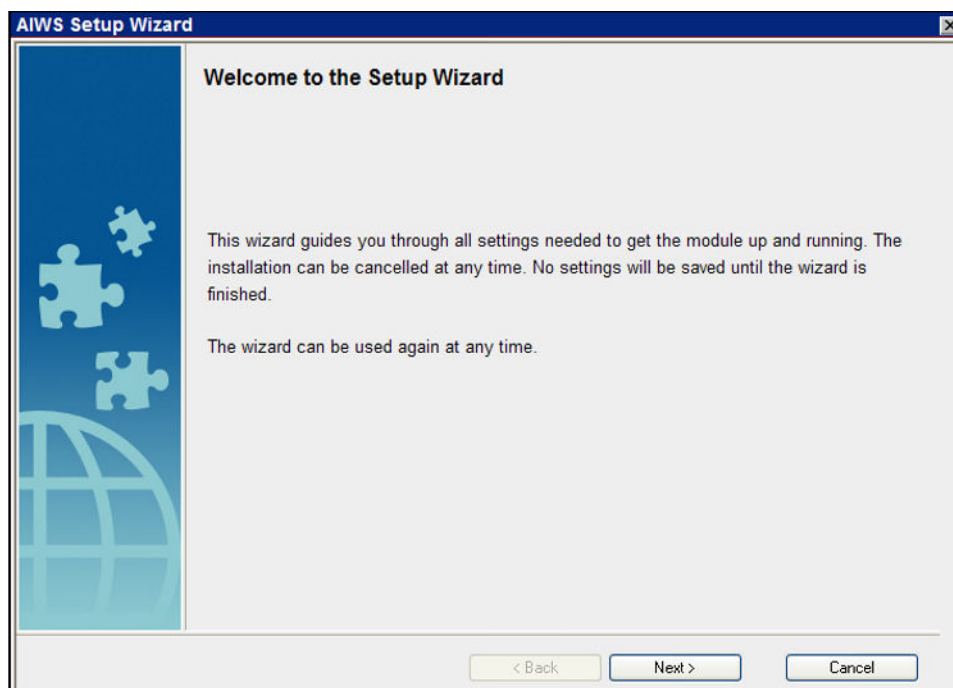 AIWS Setup Wizard
Welcome to the Setup Wizard
This wizard guides you through all settings needed to get the module up and running. The
installation can be cancelled at any time. No settings will be saved until the wizard is
finished.
The wizard can be used again at any time.
< Back Next > Cancel